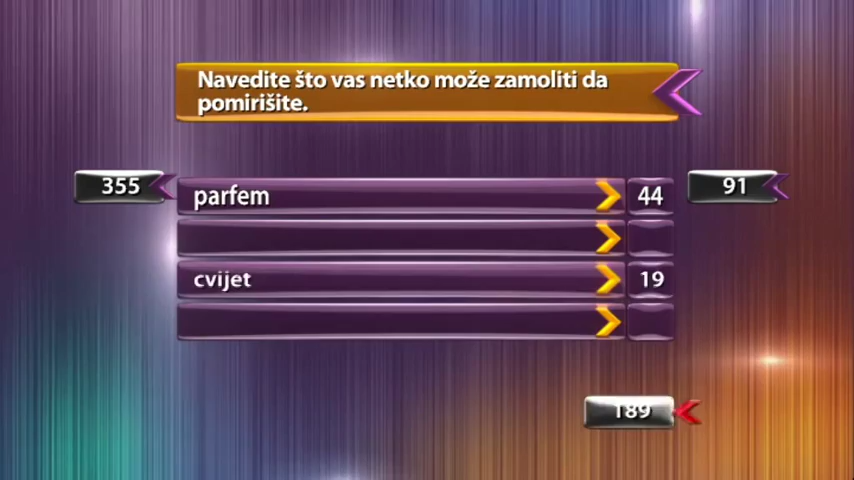 Navedite što vas netko može zamoliti da
pomirišite.
355
parfem 44
91
cvijet 19
189